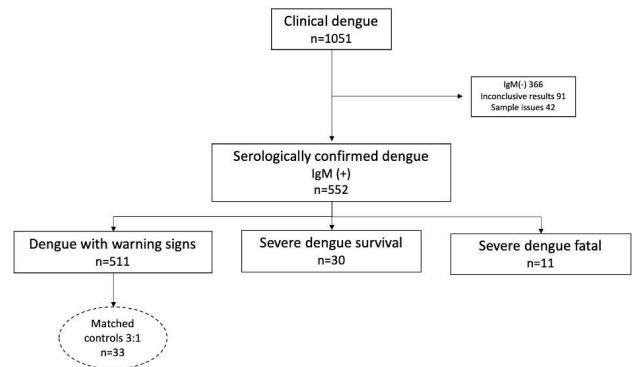 Clinical dengue
n=1051
IgM(-) 366
Inconclusive results 91
Sample issues 42
Serologically confirmed dengue
IgM (+)
n=552
Dengue with warning signs
n=511
Severe dengue survival
n=30
Severe dengue fatal
n=11
Matched
controls 3:1
n=33